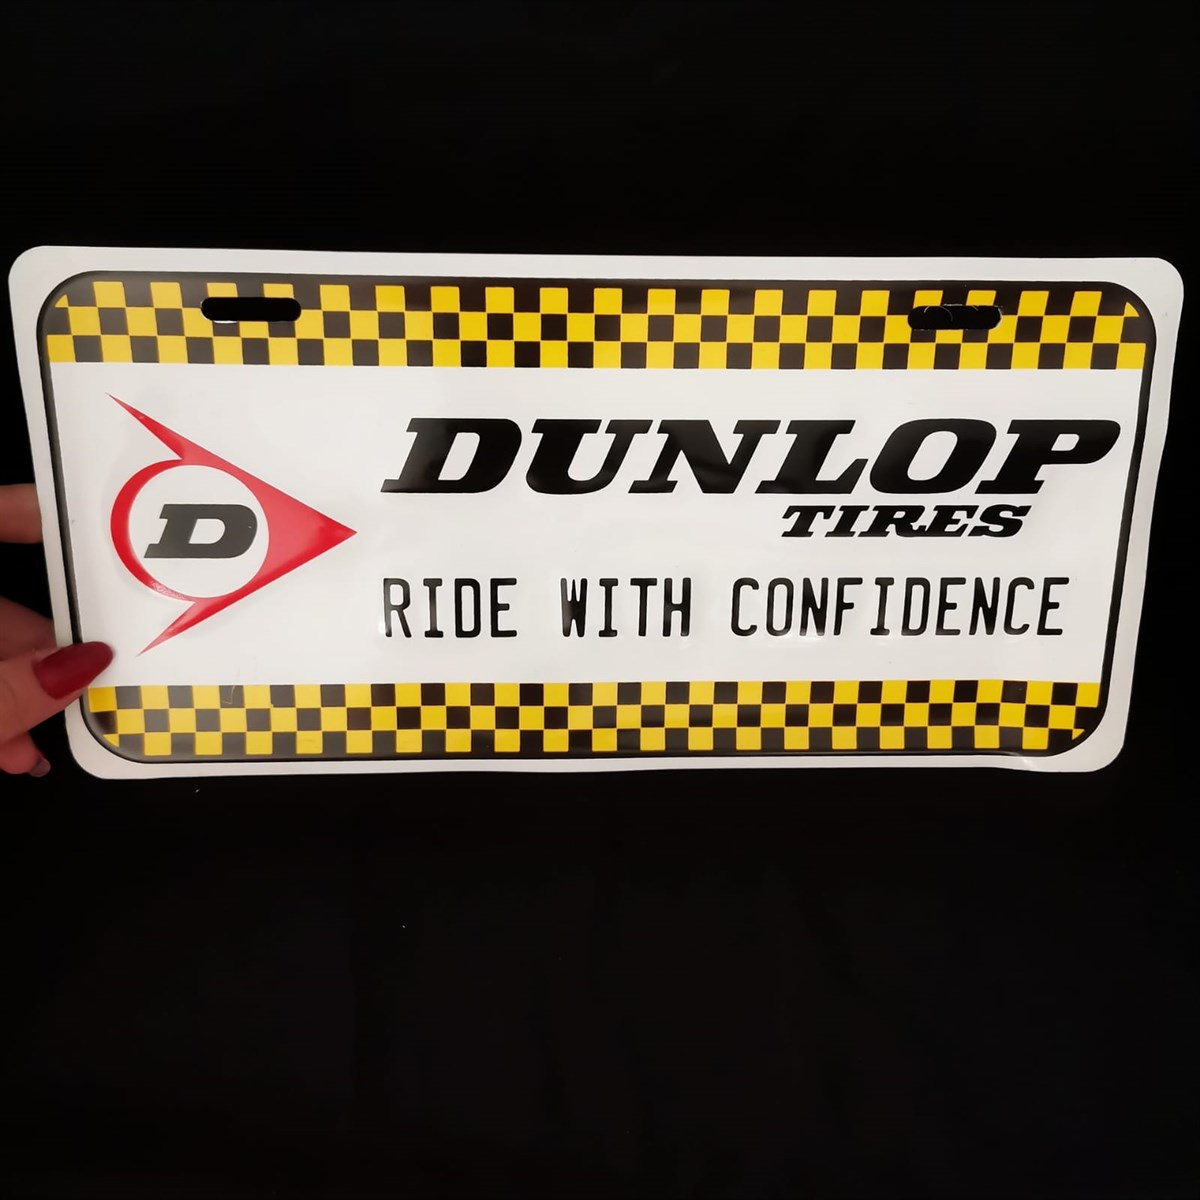 D
DUNLOP
TIRES
RIDE WITH CONFIDENCE